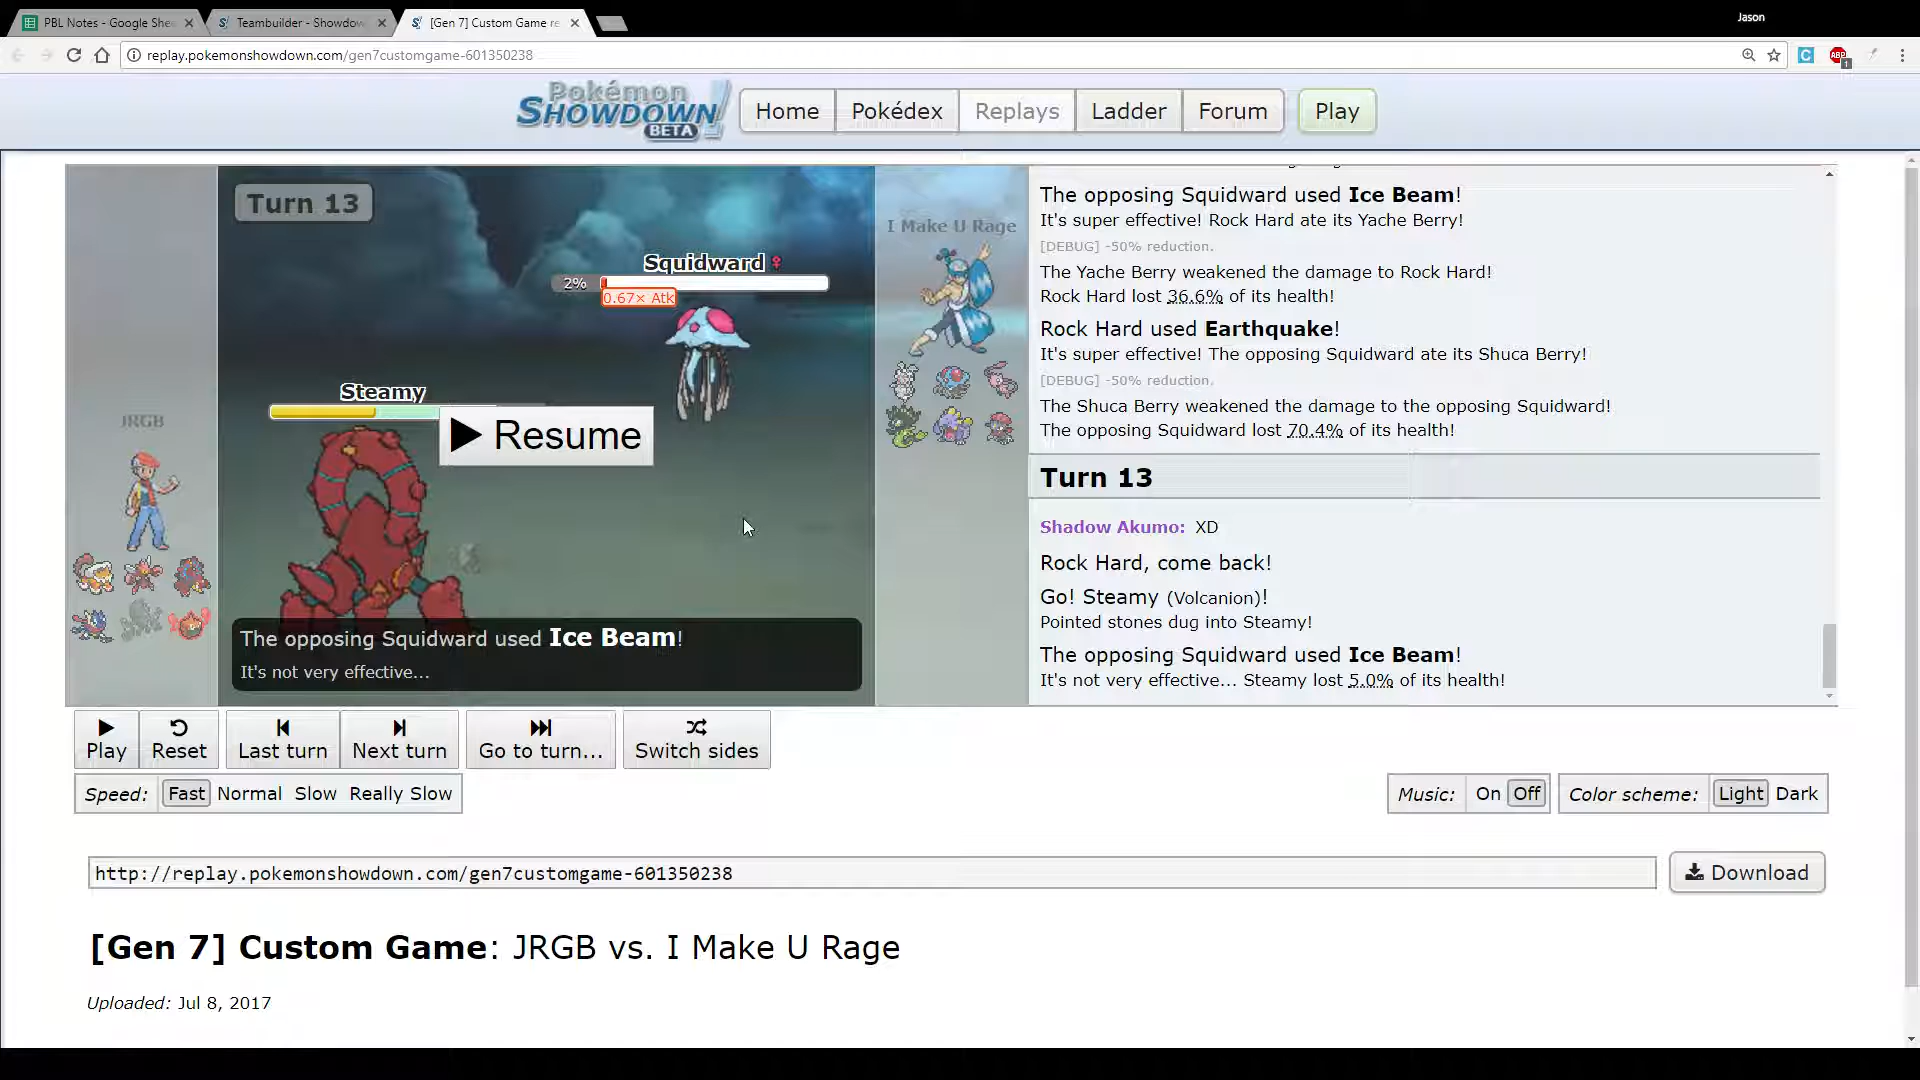 Jason
PBL Notes - Google She
Teambuilder - Showdow
[Gen 7] Custom Game re
replay.pokemonshowdown.com/gen7customgame-601350238
C
ABP
1
Pokémon
SHOWDOWN!
BETA
Home
Pokédex
Replays
Ladder
Forum
Play
Turn 13
Squidward ♀
2%
0.67× Atk
Steamy
Resume
JRGB
I Make U Rage
The opposing Squidward used Ice Beam!
It's not very effective...
The opposing Squidward used Ice Beam!
It's super effective! Rock Hard ate its Yache Berry!
[DEBUG] -50% reduction.
The Yache Berry weakened the damage to Rock Hard!
Rock Hard lost 36.6% of its health!
Rock Hard used Earthquake!
It's super effective! The opposing Squidward ate its Shuca Berry!
[DEBUG] -50% reduction.
The Shuca Berry weakened the damage to the opposing Squidward!
The opposing Squidward lost 70.4% of its health!
Turn 13
Shadow Akumo: XD
Rock Hard, come back!
Go! Steamy (Volcanion)!
Pointed stones dug into Steamy!
The opposing Squidward used Ice Beam!
It's not very effective... Steamy lost 5.0% of its health!
Play
Reset
Last turn
Next turn
Go to turn...
Switch sides
Speed: Fast Normal Slow Really Slow
Music: On Off
Color scheme: Light Dark
http://replay.pokemonshowdown.com/gen7customgame-601350238
Download
[Gen 7] Custom Game: JRGB vs. I Make U Rage
Uploaded: Jul 8, 2017